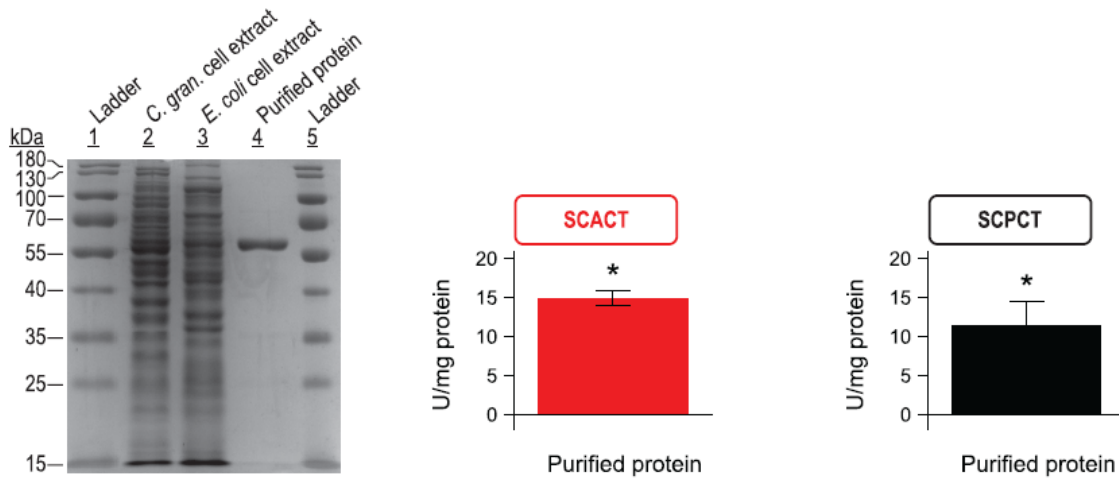 Ladder
C. gran. cell extract
E. coli cell extract
Purified protein
Ladder
kDa 1 2 3 4 5
180
130
100
70
55
40
35
25
15
SCACT
20
*
15
10
5
0
U/mg protein
Purified protein
SCPCT
20
*
15
10
5
0
U/mg protein
Purified protein